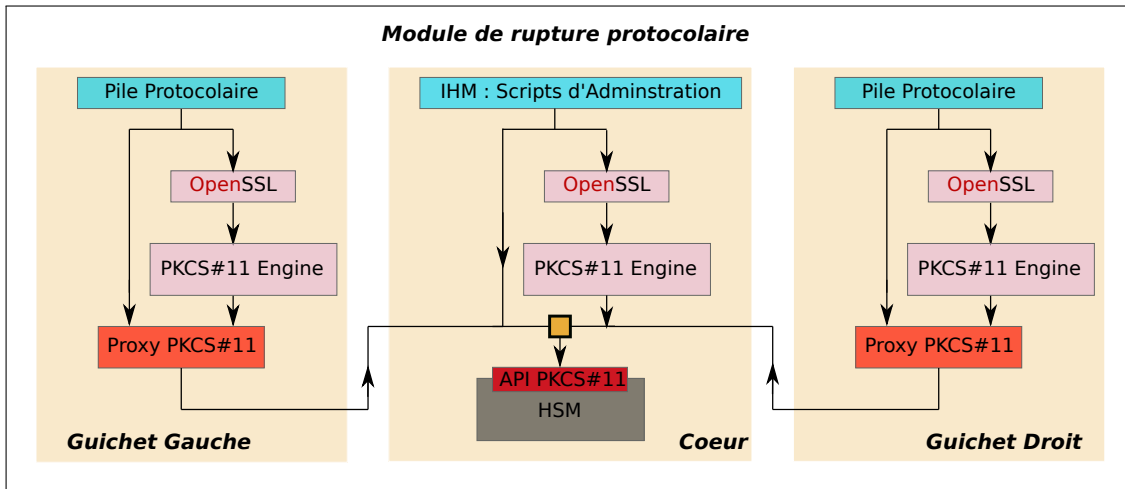 Module de rupture protocolaire
Pile Protocolaire
OpenSSL
PKCS#11 Engine
Proxy PKCS#11
Guichet Gauche
IHM : Scripts d'Adminstration
OpenSSL
PKCS#11 Engine
API PKCS#11
HSM
Coeur
Pile Protocolaire
OpenSSL
PKCS#11 Engine
Proxy PKCS#11
Guichet Droit